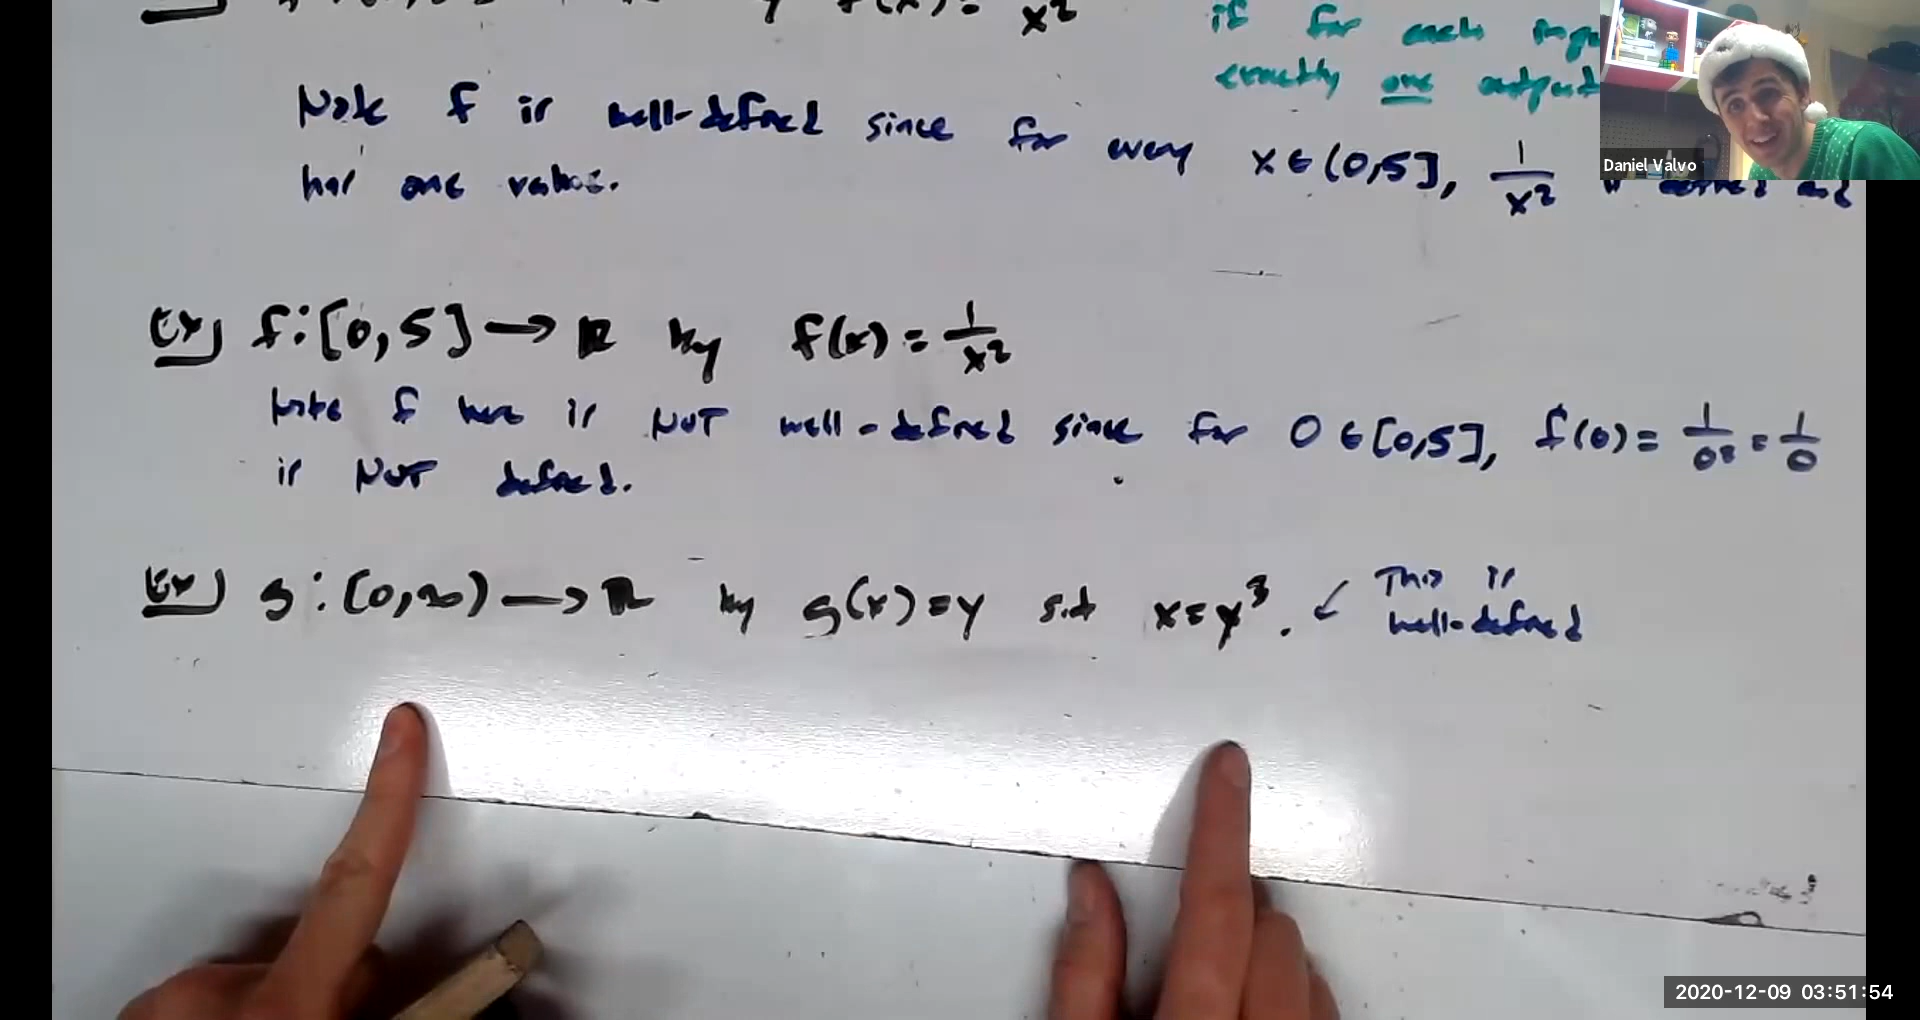 f(x) = x²
if for each
exactly one output
Note f is well-defined since for every x ∈ (0,5], 1/x² is defined and
has one value.
Daniel Valvo
Ex) f: [0,5] → ℝ by f(x) = 1/x²
Note f here is NOT well-defined since for 0 ∈ [0,5], f(0) = 1/0² = 1/0
is NOT defined.
Ex) g: [0,∞) → ℝ by g(x) = y s.t. x = y³. ↙ This is
well-defined
2020-12-09 03:51:54